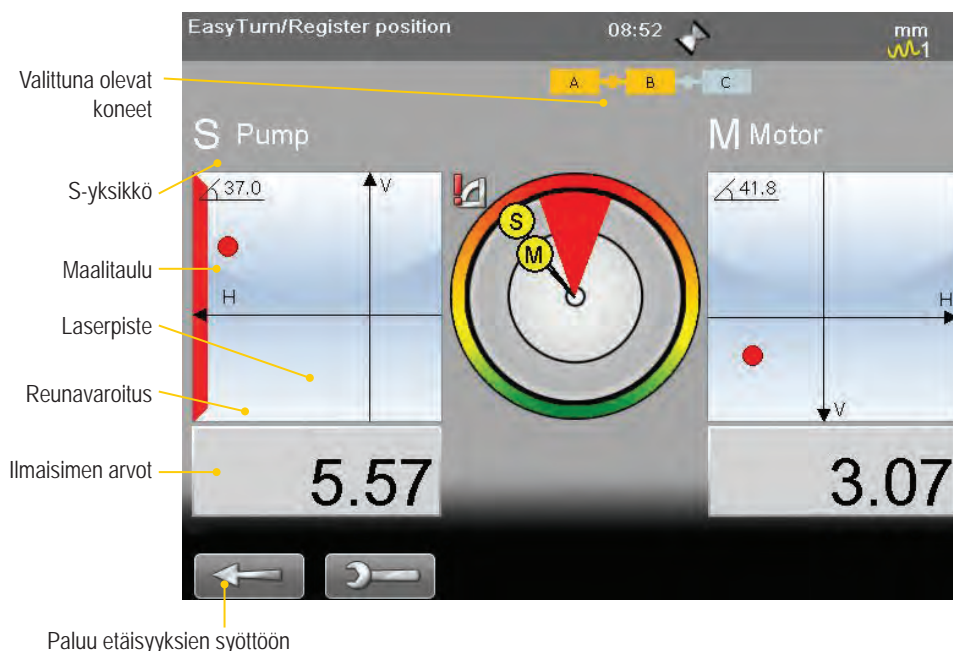 EasyTurn/Register position 08:52 mm
1
A B C
Valittuna olevat
koneet
S Pump M Motor
S-yksikkö
37.0 V 41.8
S
M
Maalitaulu
H H
Laserpiste
Reunavaroitus
V
Ilmaisimen arvot
5.57 3.07
Paluu etäisyyksien syöttöön